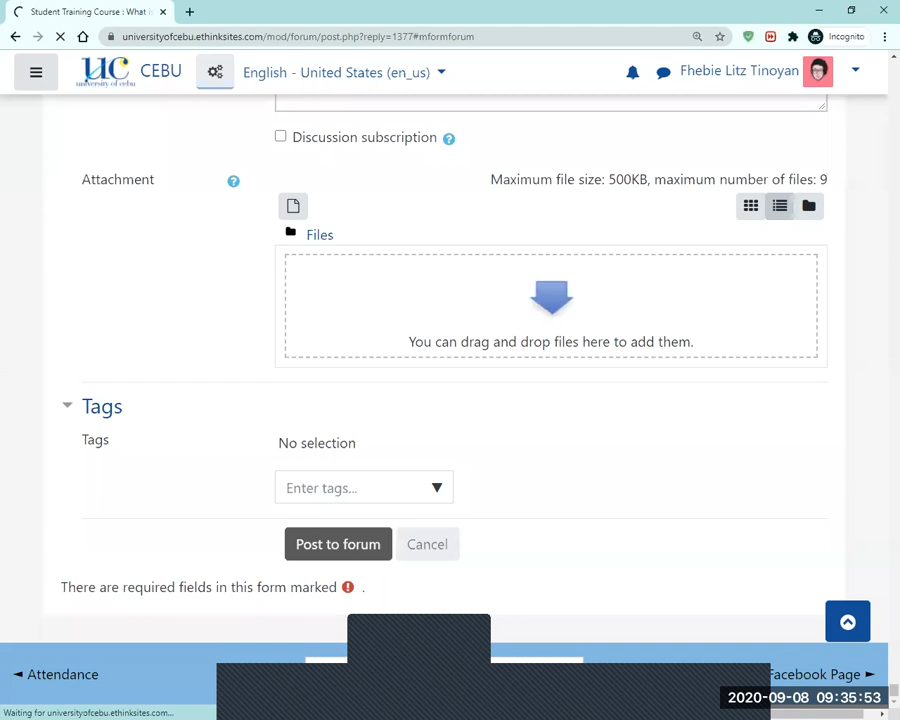 Student Training Course : What is
Incognito
universityofcebu.ethinksites.com/mod/forum/post.php?reply=1377#mformforum
uc
university of cebu
CEBU
English - United States (en_us)
Fhebie Litz Tinoyan
Discussion subscription
Attachment
Maximum file size: 500KB, maximum number of files: 9
Files
You can drag and drop files here to add them.
Tags
Tags
No selection
Enter tags...
Post to forum
Cancel
There are required fields in this form marked .
◄ Attendance
Facebook Page ►
2020-09-08 09:35:53
Waiting for universityofcebu.ethinksites.com...